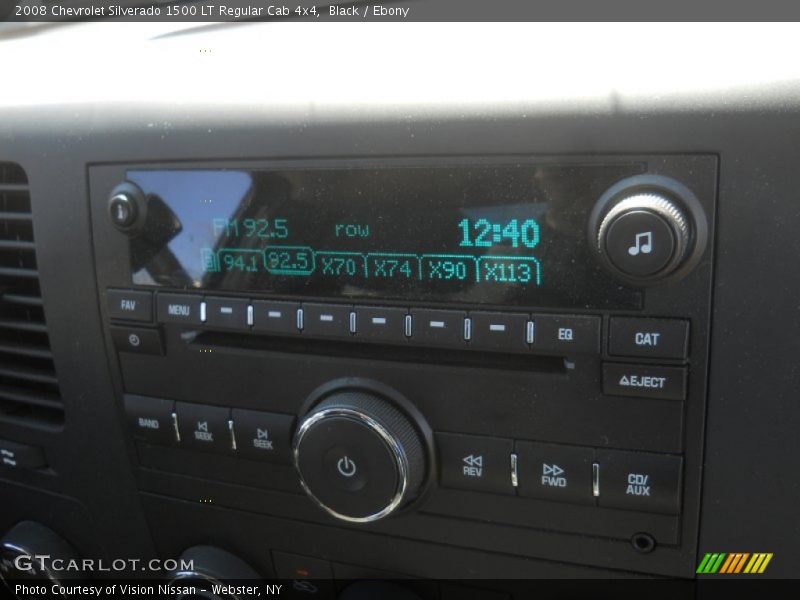 2008 Chevrolet Silverado 1500 LT Regular Cab 4x4, Black / Ebony
FM 92.5 row 12:40
94.1 92.5 X70 X74 X90 X113
FAV MENU EQ CAT
EJECT
BAND SEEK SEEK REV FWD CD/AUX
GTCARLOT.COM
Photo Courtesy of Vision Nissan – Webster, NY